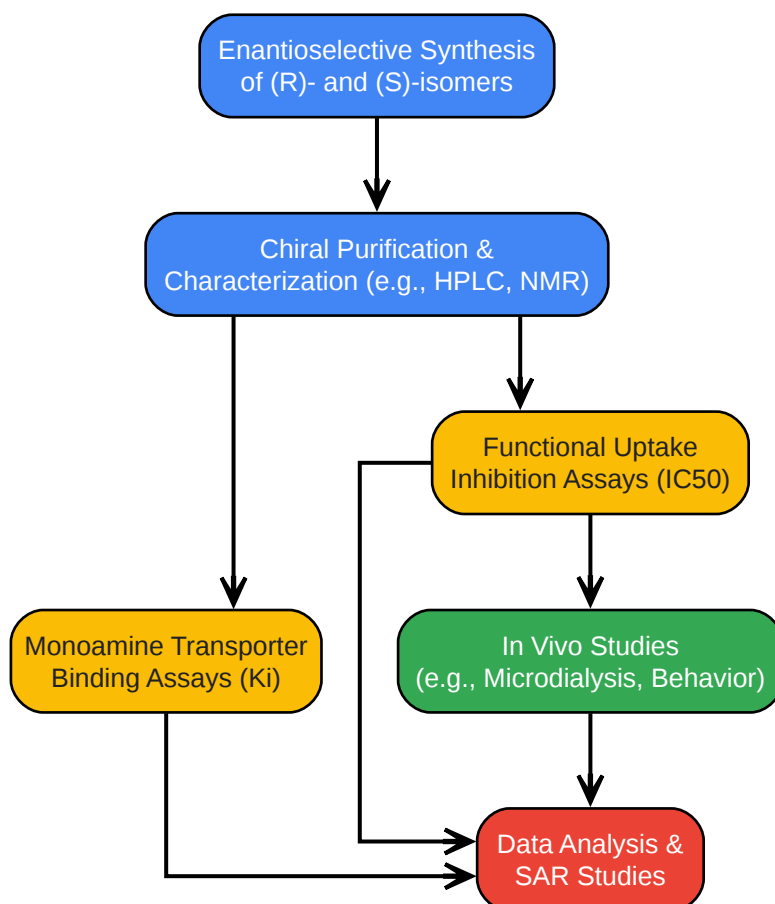 Enantioselective Synthesis
of (R)- and (S)-isomers
Chiral Purification &
Characterization (e.g., HPLC, NMR)
Functional Uptake
Inhibition Assays (IC50)
Monoamine Transporter
Binding Assays (Ki)
In Vivo Studies
(e.g., Microdialysis, Behavior)
Data Analysis &
SAR Studies